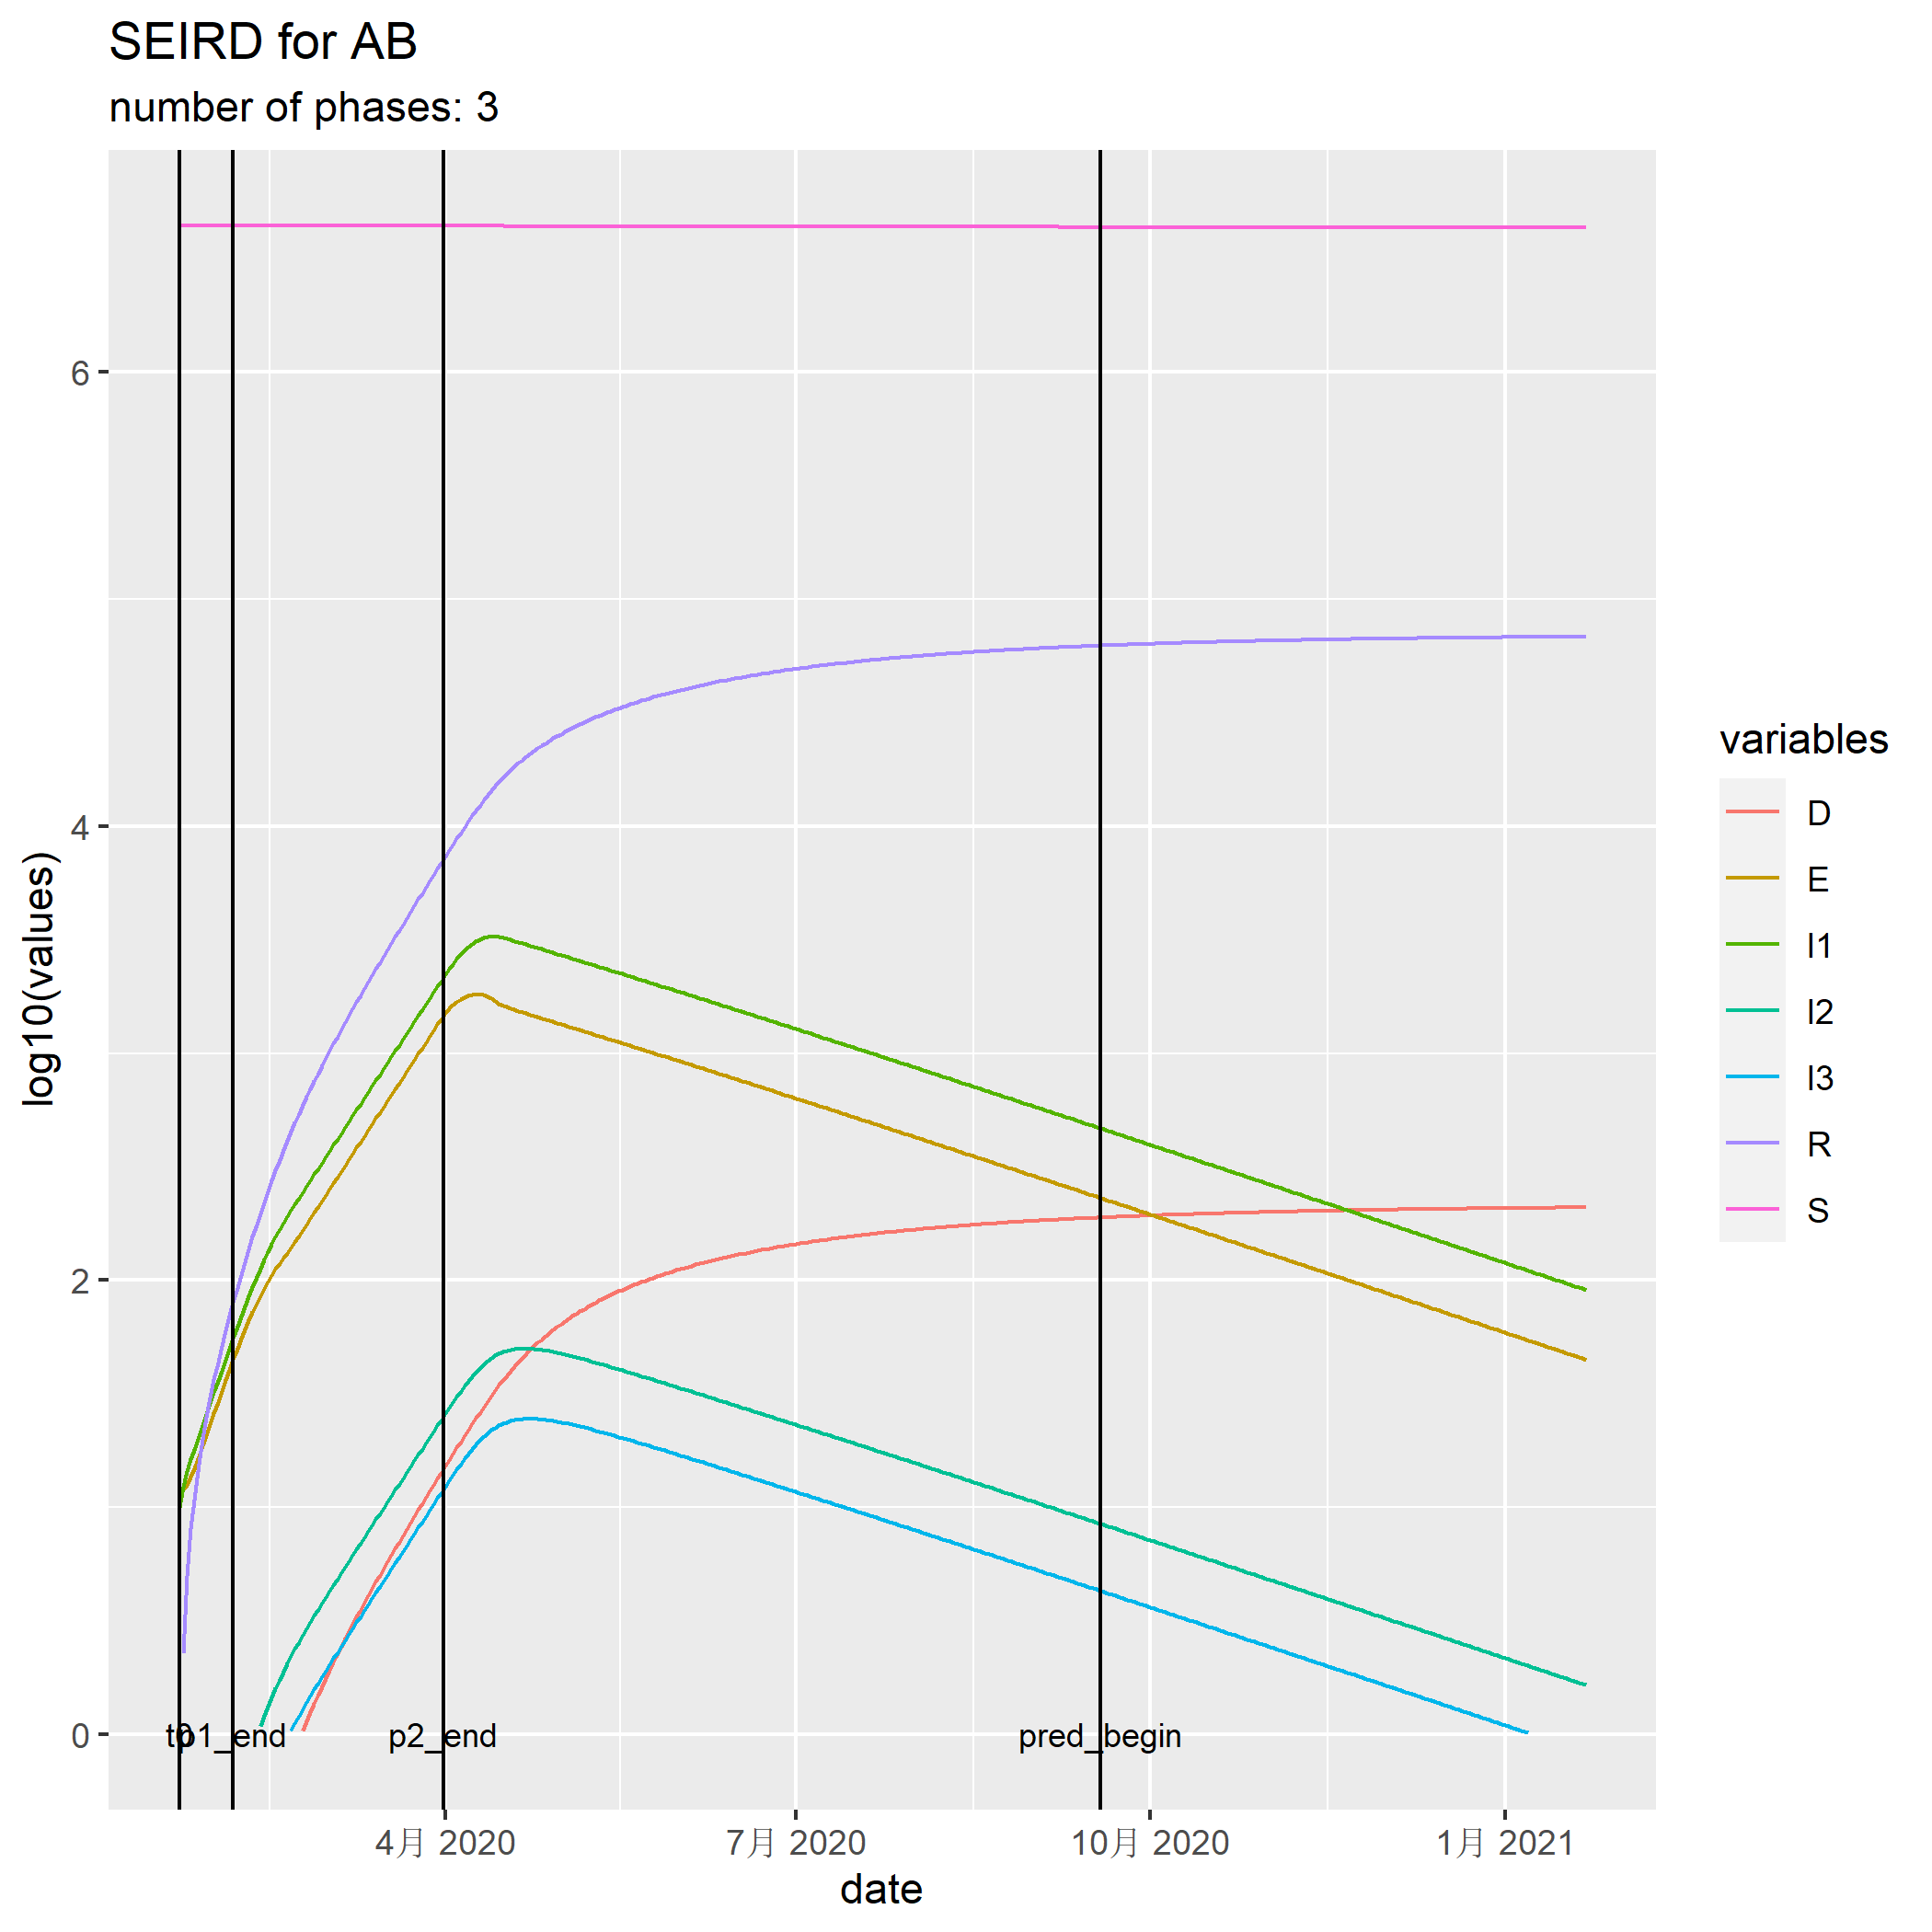 SEIRD for AB
number of phases: 3
log10(values)
6
4
2
0
t0
p1_end
p2_end
pred_begin
4月 2020
7月 2020
10月 2020
1月 2021
date
variables
D
E
I1
I2
I3
R
S